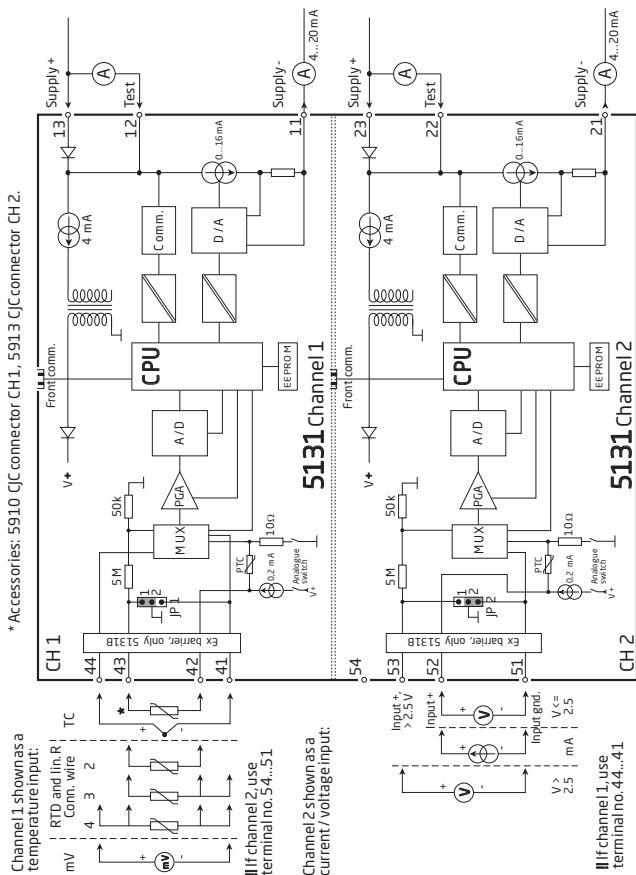 * Accessories: 5910 CJC connector CH1, 5913 CJC connector CH 2.
Channel 1 shown as a
temperature input:
mV
RTD and lin. R
Conn. wire
4
3
2
TC
+
-
mV
+
-
*
!!! If channel 2, use
terminal no. 54...51
CH 1
44
43
42
41
Ex barrier, only 5131B
1
2
JP 1
5 M
50k
MUX
PTC
0,2 mA
10Ω
Analogue
switch
V+
PGA
A/D
CPU
EEPROM
Front comm.
V+
4 mA
Comm.
D/A
0...16 mA
13
12
11
Supply +
A
Test
Supply -
A
4...20 mA
5131 Channel 1
Channel 2 shown as a
current / voltage input:
V >
2.5
mA
V <=
2.5
+
-
V
+
-
+
-
V
Input +,
> 2.5 V
Input +
Input gnd.
!!! If channel 1, use
terminal no. 44...41
CH 2
54
53
52
51
Ex barrier, only 5131B
1
2
JP 2
5 M
50k
MUX
PTC
0,2 mA
10Ω
Analogue
switch
V+
PGA
A/D
CPU
EEPROM
Front comm.
V+
4 mA
Comm.
D/A
0...16 mA
23
22
21
Supply +
A
Test
Supply -
A
4...20 mA
5131 Channel 2